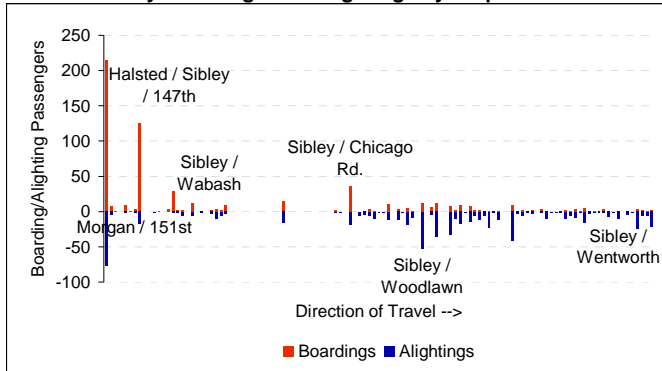 250
200
150
100
50
0
-50
-100
Boarding/Alighting Passengers
Halsted / Sibley
/ 147th
Morgan / 151st
Sibley /
Wabash
Sibley / Chicago
Rd.
Sibley /
Woodlawn
Sibley /
Wentworth
Direction of Travel -->
Boardings
Alightings